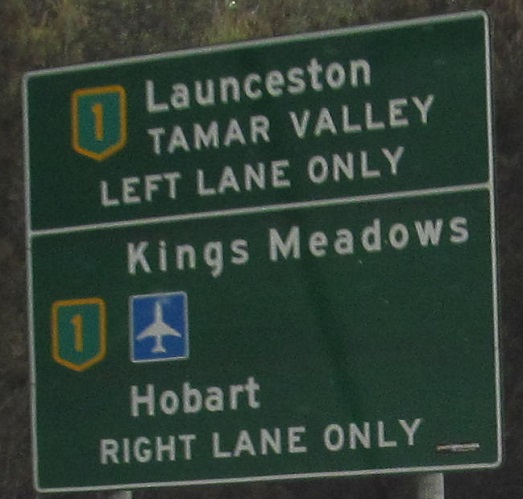 1 Launceston
TAMAR VALLEY
LEFT LANE ONLY
Kings Meadows
1
Hobart
RIGHT LANE ONLY